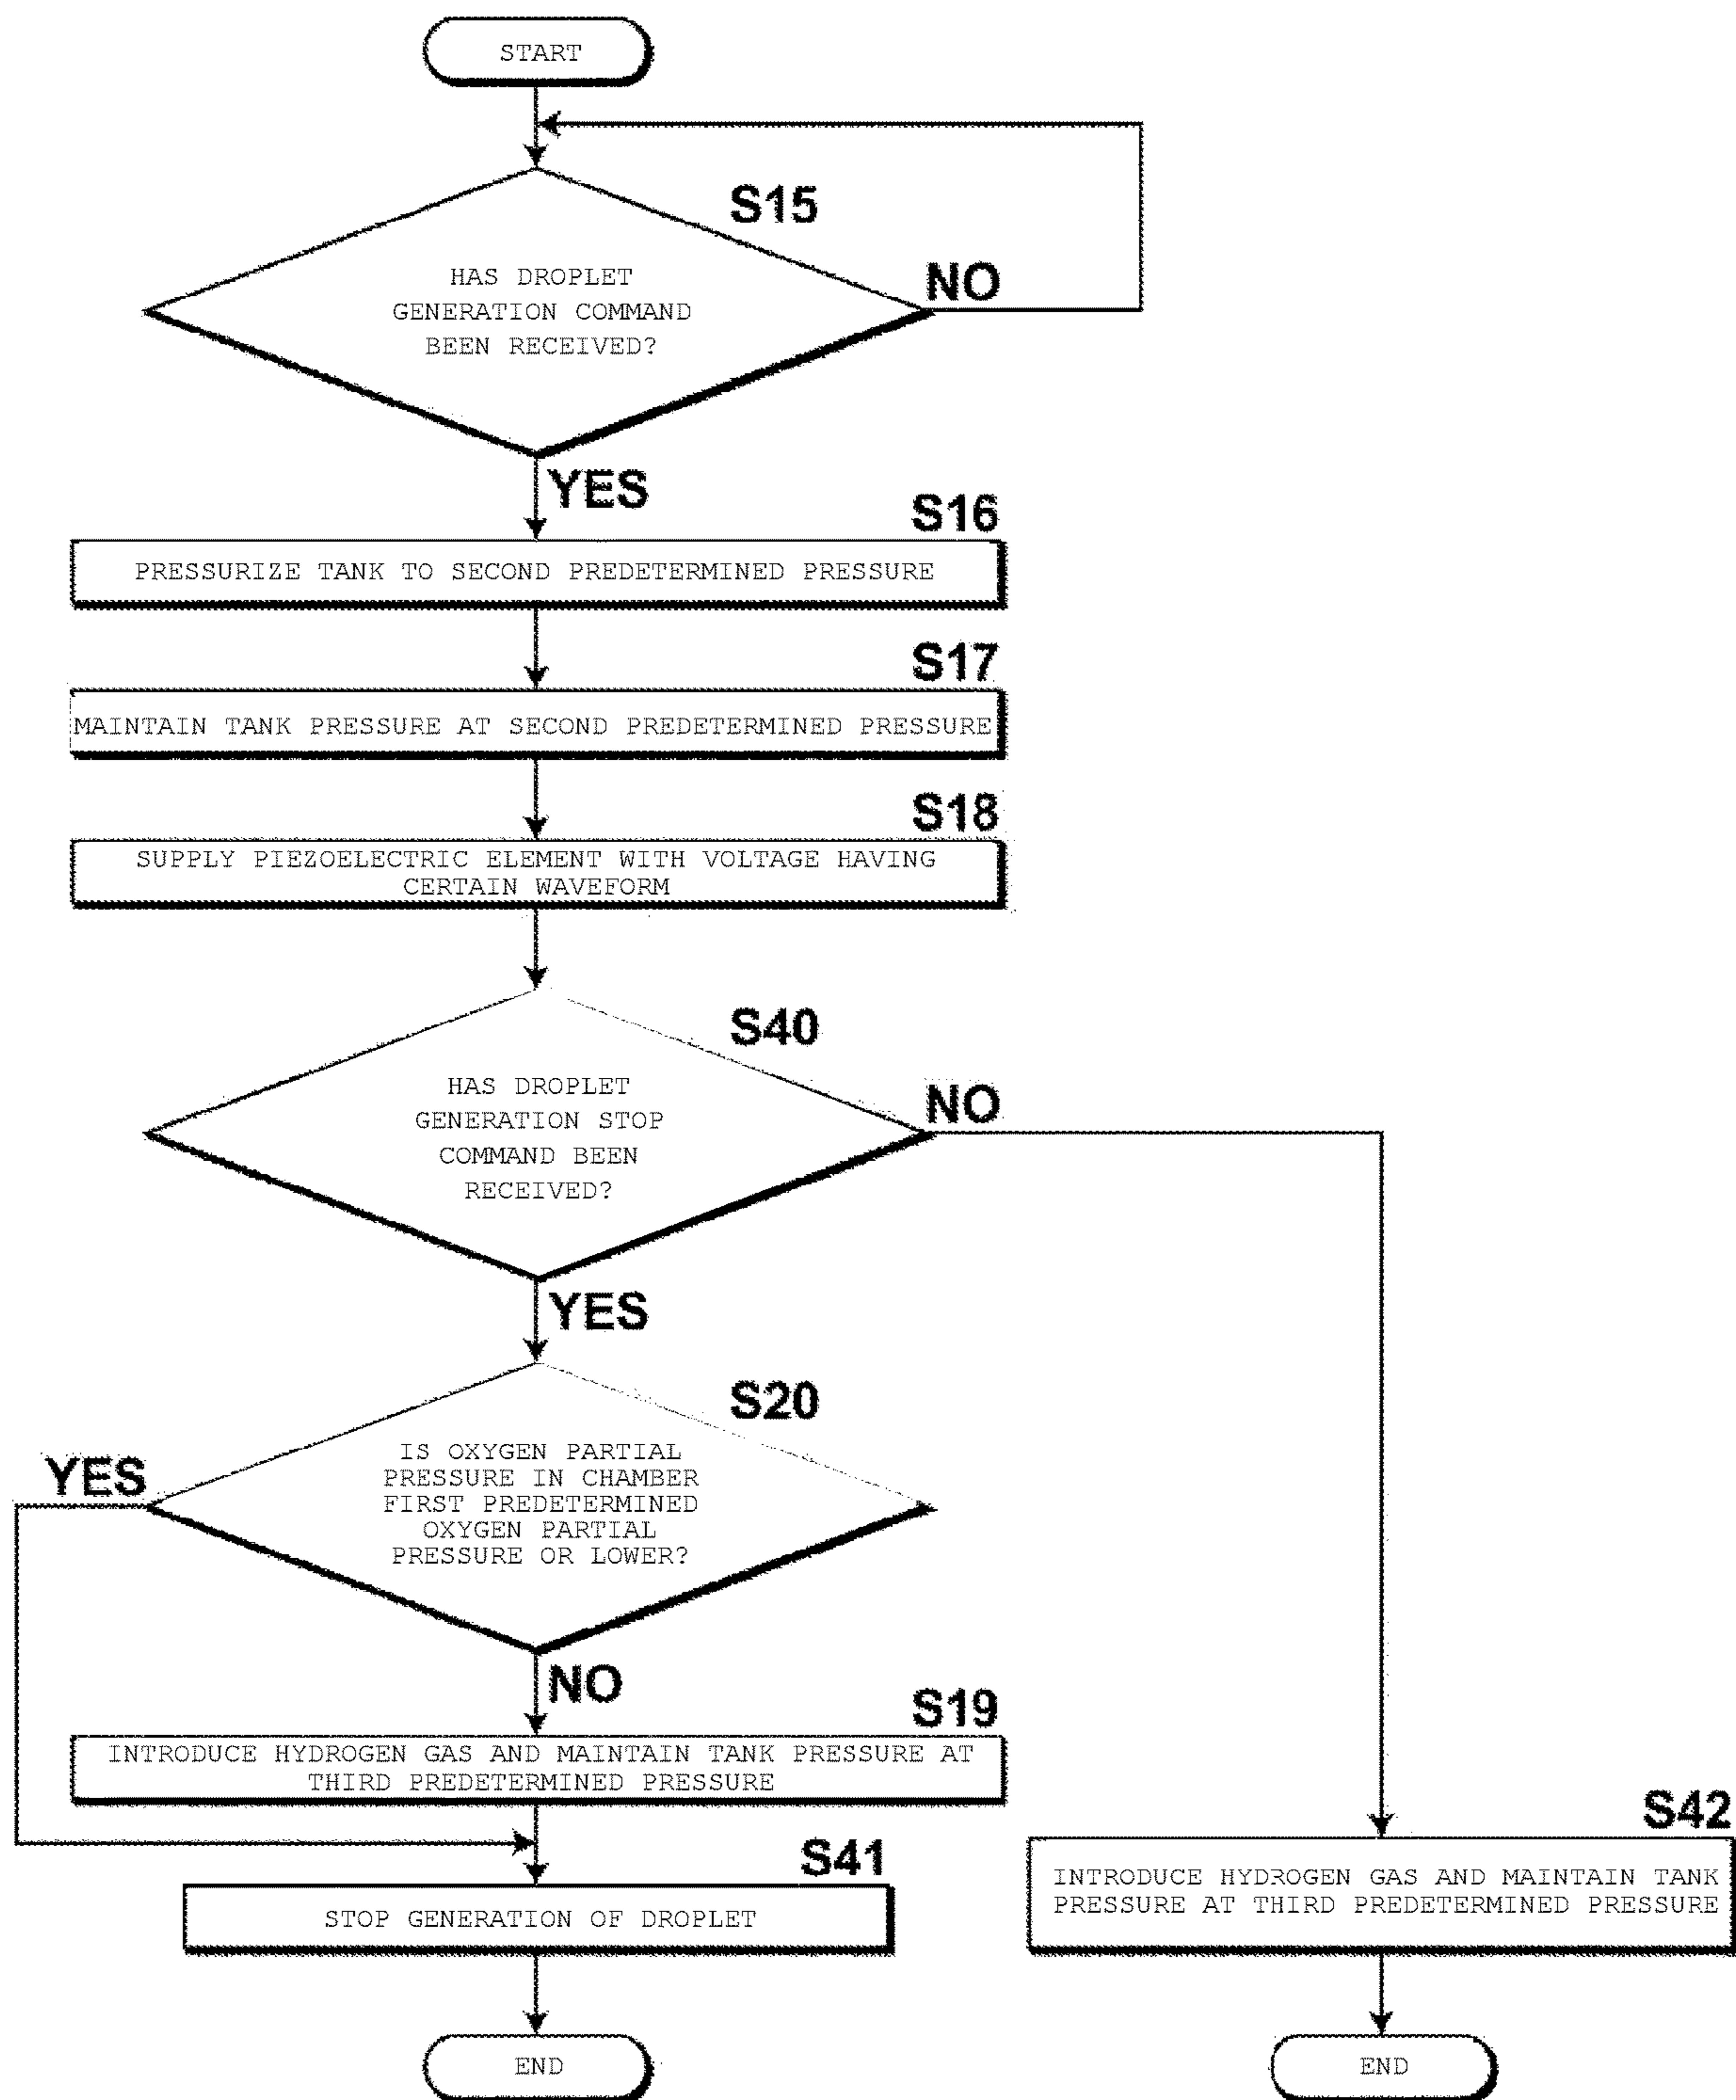 START
S15
HAS DROPLET
GENERATION COMMAND
BEEN RECEIVED?
NO
YES
S16
PRESSURIZE TANK TO SECOND PREDETERMINED PRESSURE
S17
MAINTAIN TANK PRESSURE AT SECOND PREDETERMINED PRESSURE
S18
SUPPLY PIEZOELECTRIC ELEMENT WITH VOLTAGE HAVING
CERTAIN WAVEFORM
S40
HAS DROPLET
GENERATION STOP
COMMAND BEEN
RECEIVED?
NO
YES
S20
IS OXYGEN PARTIAL
PRESSURE IN CHAMBER
FIRST PREDETERMINED
OXYGEN PARTIAL
PRESSURE OR LOWER?
YES
NO
S19
INTRODUCE HYDROGEN GAS AND MAINTAIN TANK PRESSURE AT
THIRD PREDETERMINED PRESSURE
S41
STOP GENERATION OF DROPLET
S42
INTRODUCE HYDROGEN GAS AND MAINTAIN TANK
PRESSURE AT THIRD PREDETERMINED PRESSURE
END
END